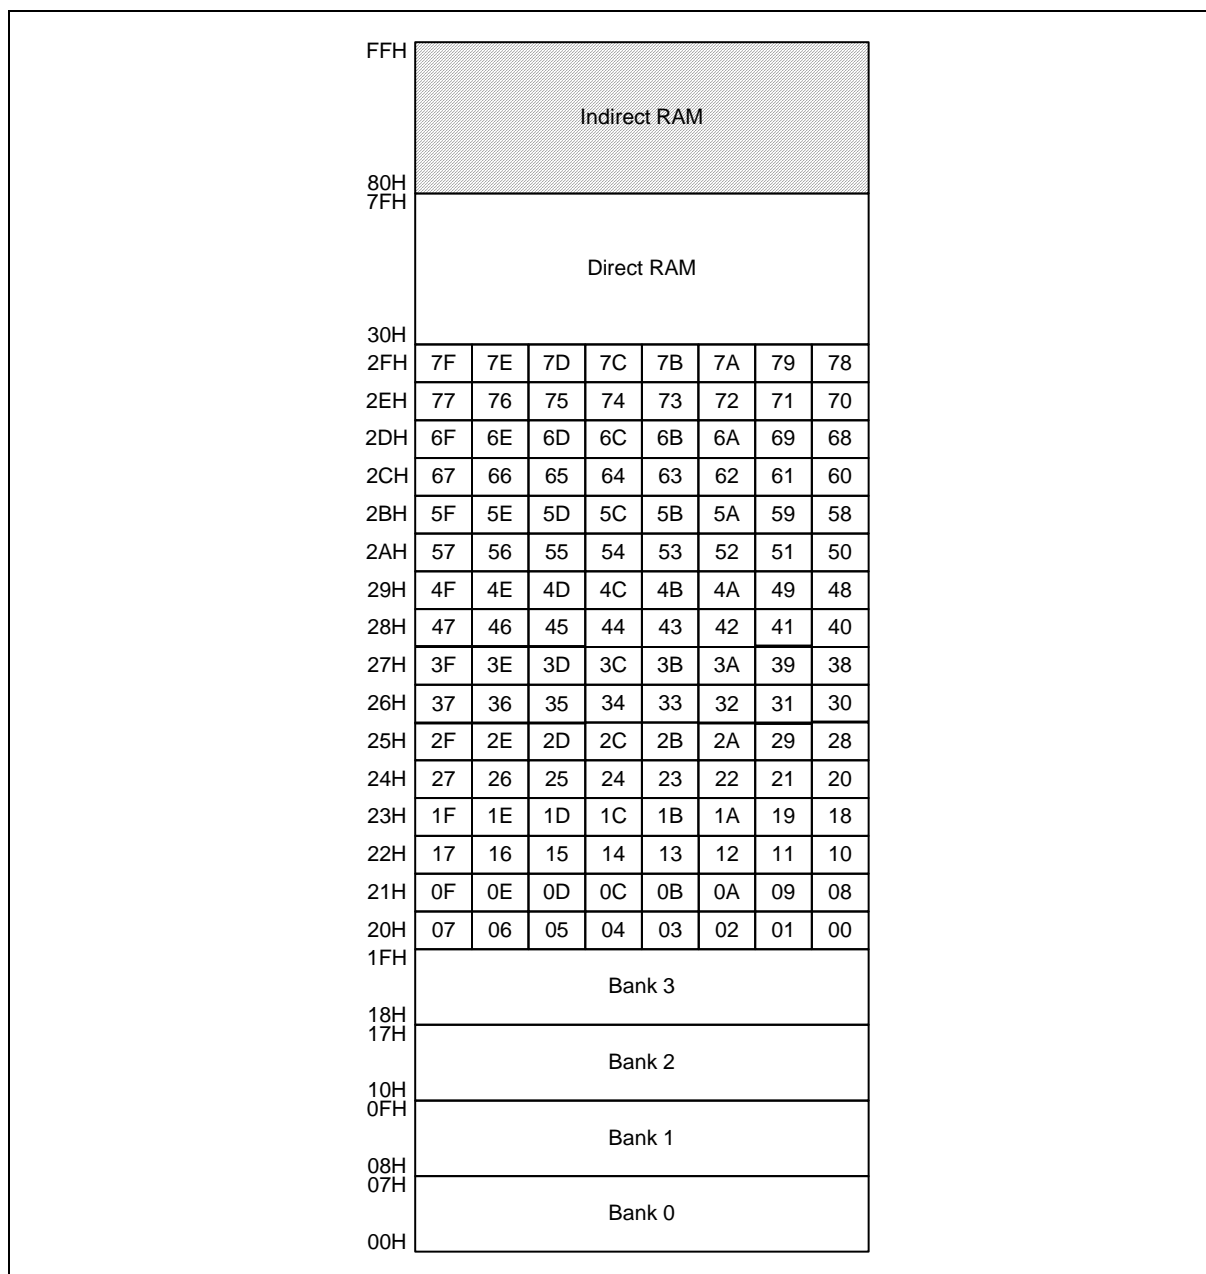 FFH
Indirect RAM
80H
7FH
Direct RAM
30H
2FH 7F 7E 7D 7C 7B 7A 79 78
2EH 77 76 75 74 73 72 71 70
2DH 6F 6E 6D 6C 6B 6A 69 68
2CH 67 66 65 64 63 62 61 60
2BH 5F 5E 5D 5C 5B 5A 59 58
2AH 57 56 55 54 53 52 51 50
29H 4F 4E 4D 4C 4B 4A 49 48
28H 47 46 45 44 43 42 41 40
27H 3F 3E 3D 3C 3B 3A 39 38
26H 37 36 35 34 33 32 31 30
25H 2F 2E 2D 2C 2B 2A 29 28
24H 27 26 25 24 23 22 21 20
23H 1F 1E 1D 1C 1B 1A 19 18
22H 17 16 15 14 13 12 11 10
21H 0F 0E 0D 0C 0B 0A 09 08
20H 07 06 05 04 03 02 01 00
1FH
Bank 3
18H
17H
Bank 2
10H
0FH
Bank 1
08H
07H
Bank 0
00H